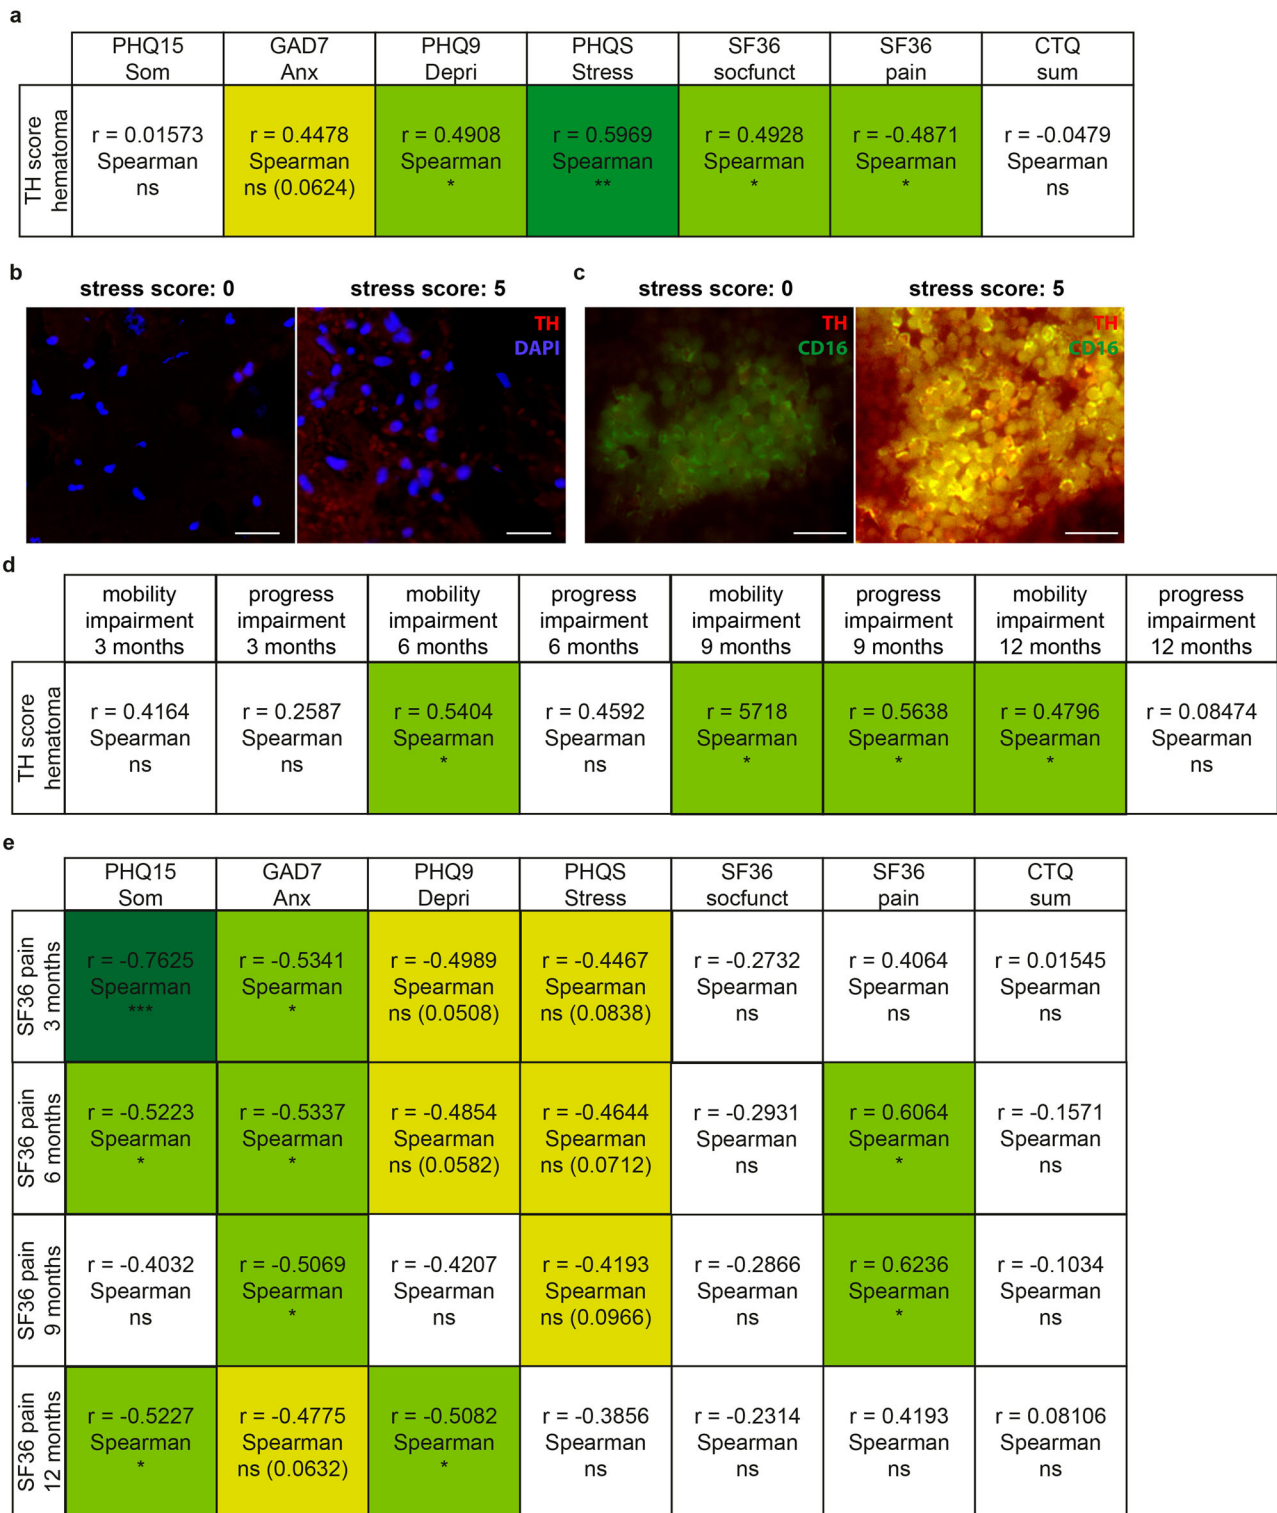 a
PHQ15 GAD7 PHQ9 PHQS SF36 SF36 CTQ
Som Anx Depri Stress socfunct pain sum
TH score
hematoma
r = 0.01573 r = 0.4478 r = 0.4908 r = 0.5969 r = 0.4928 r = -0.4871 r = -0.0479
Spearman Spearman Spearman Spearman Spearman Spearman Spearman
ns ns (0.0624) * ** * * ns
b c
stress score: 0 stress score: 5 stress score: 0 stress score: 5
TH TH TH
DAPI CD16 CD16
d
mobility progress mobility progress mobility progress mobility progress
impairment impairment impairment impairment impairment impairment impairment impairment
3 months 3 months 6 months 6 months 9 months 9 months 12 months 12 months
TH score
hematoma
r = 0.4164 r = 0.2587 r = 0.5404 r = 0.4592 r = 5718 r = 0.5638 r = 0.4796 r = 0.08474
Spearman Spearman Spearman Spearman Spearman Spearman Spearman Spearman
ns ns * ns * * * ns
e
PHQ15 GAD7 PHQ9 PHQS SF36 SF36 CTQ
Som Anx Depri Stress socfunct pain sum
SF36 pain
3 months
r = -0.7625 r = -0.5341 r = -0.4989 r = -0.4467 r = -0.2732 r = 0.4064 r = 0.01545
Spearman Spearman Spearman Spearman Spearman Spearman Spearman
*** * ns (0.0508) ns (0.0838) ns ns ns
SF36 pain
6 months
r = -0.5223 r = -0.5337 r = -0.4854 r = -0.4644 r = -0.2931 r = 0.6064 r = -0.1571
Spearman Spearman Spearman Spearman Spearman Spearman Spearman
* * ns (0.0582) ns (0.0712) ns * ns
SF36 pain
9 months
r = -0.4032 r = -0.5069 r = -0.4207 r = -0.4193 r = -0.2866 r = 0.6236 r = -0.1034
Spearman Spearman Spearman Spearman Spearman Spearman Spearman
ns * ns ns (0.0966) ns * ns
SF36 pain
12 months
r = -0.5227 r = -0.4775 r = -0.5082 r = -0.3856 r = -0.2314 r = 0.4193 r = 0.08106
Spearman Spearman Spearman Spearman Spearman Spearman Spearman
* ns (0.0632) * ns ns ns ns